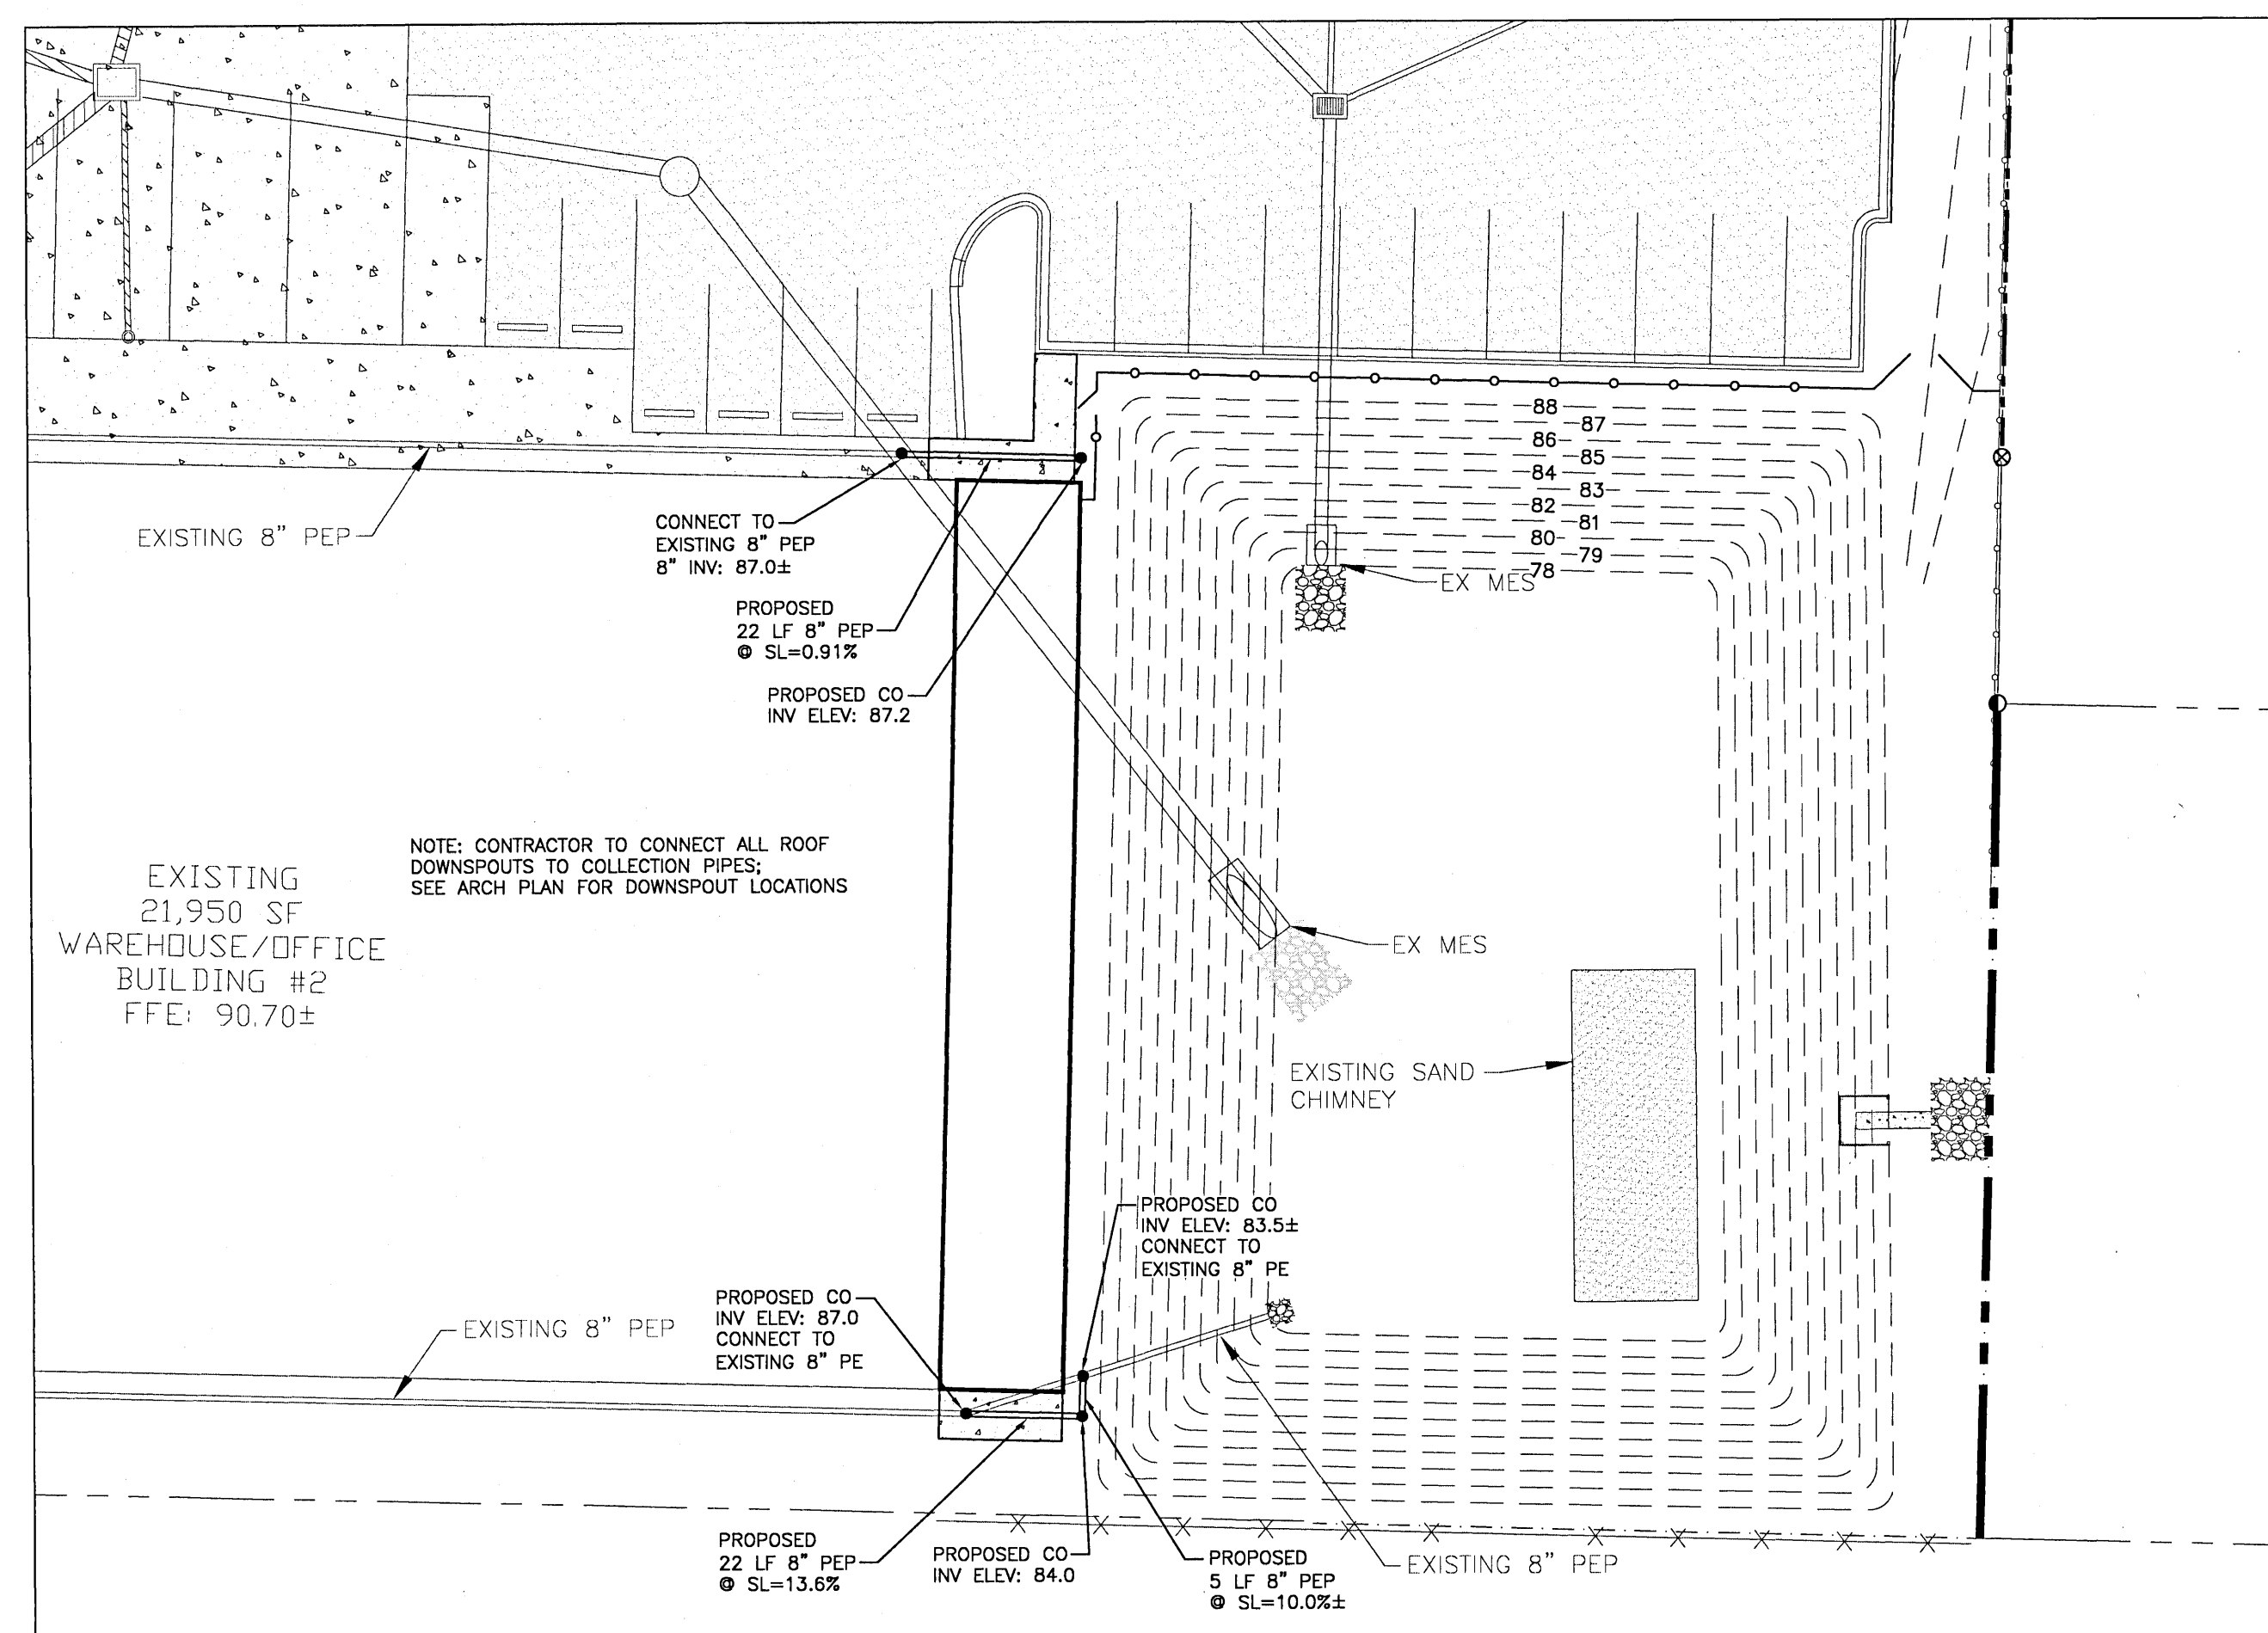 88
87
86
85
84
83
82
81
80
79
78
EXISTING 8" PEP
CONNECT TO
EXISTING 8" PEP
8" INV: 87.0±
EX MES
PROPOSED
22 LF 8" PEP
@ SL=0.91%
PROPOSED CO
INV ELEV: 87.2
NOTE: CONTRACTOR TO CONNECT ALL ROOF
DOWNSPOUTS TO COLLECTION PIPES;
SEE ARCH PLAN FOR DOWNSPOUT LOCATIONS
EXISTING
21,950 SF
WAREHOUSE/OFFICE
BUILDING #2
FFE: 90.70±
EX MES
EXISTING SAND
CHIMNEY
PROPOSED CO
INV ELEV: 83.5±
CONNECT TO
EXISTING 8" PE
PROPOSED CO
INV ELEV: 87.0
CONNECT TO
EXISTING 8" PE
EXISTING 8" PEP
PROPOSED
22 LF 8" PEP
@ SL=13.6%
PROPOSED CO
INV ELEV: 84.0
PROPOSED
5 LF 8" PEP
@ SL=10.0%±
EXISTING 8" PEP